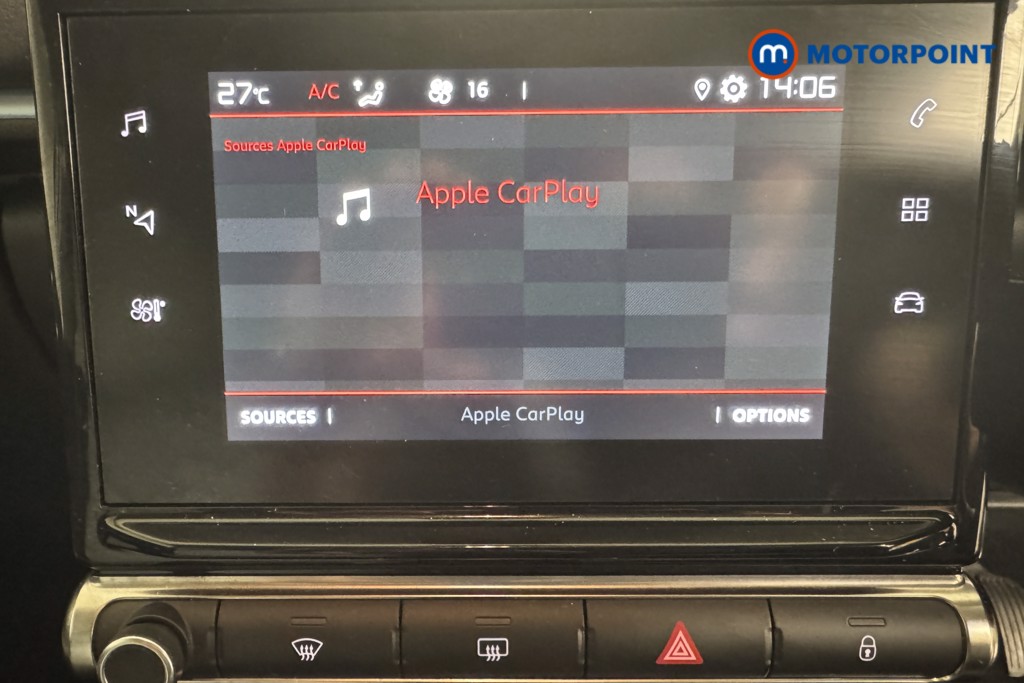 m MOTORPOINT
27°C A/C 16 14:06
Sources Apple CarPlay
Apple CarPlay
N
SOURCES Apple CarPlay OPTIONS